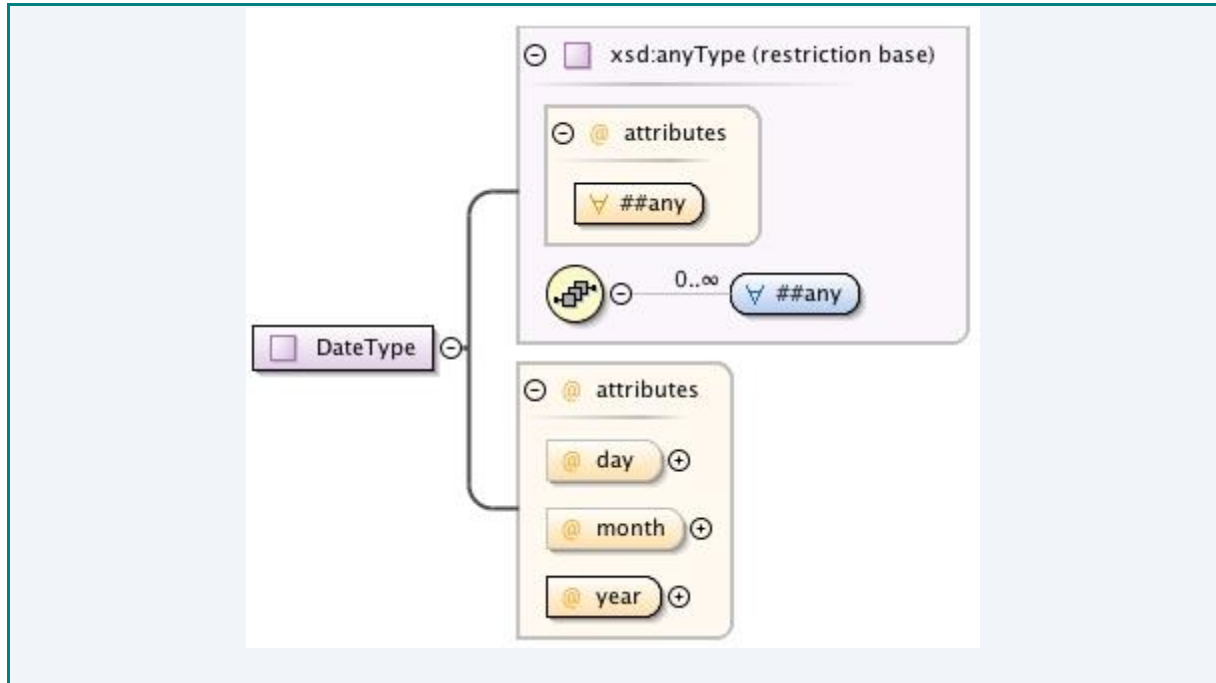 xsd:anyType (restriction base)
@ attributes
∀ ##any
0..∞ ∀ ##any
DateType
@ attributes
@ day
@ month
@ year